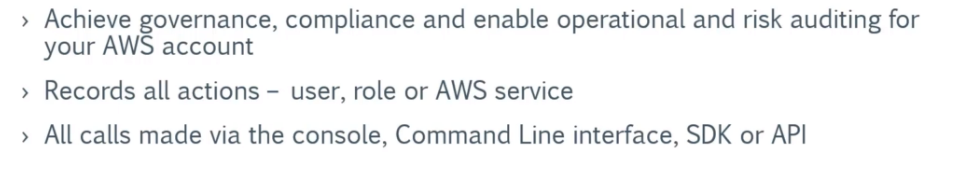 › Achieve governance, compliance and enable operational and risk auditing for
your AWS account
› Records all actions – user, role or AWS service
› All calls made via the console, Command Line interface, SDK or API